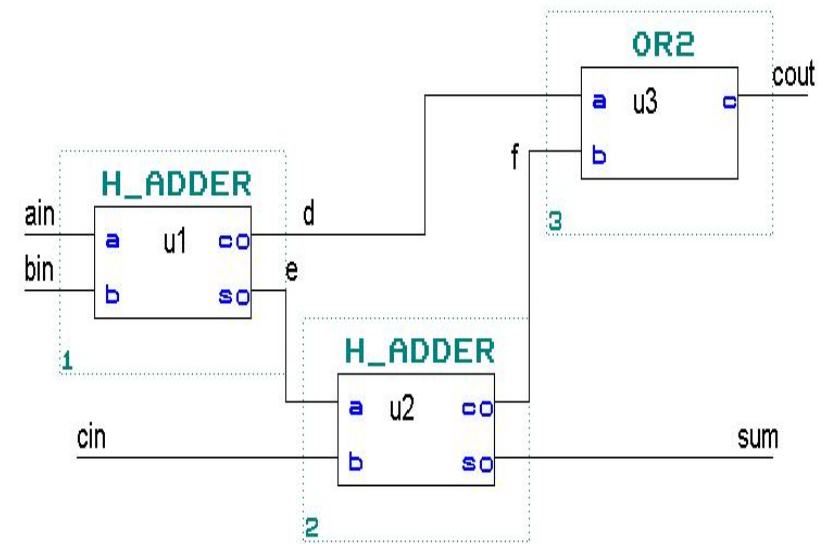 OR2
cout
a u3 c
f b
3
H_ADDER
ain
a u1 co d
bin
b so e
1
H_ADDER
a u2 co
cin
b so sum
2